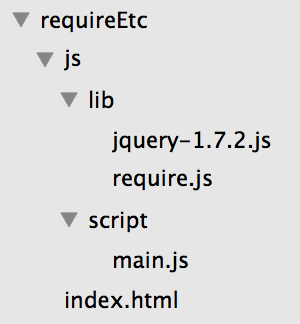 requireEtc
js
lib
jquery-1.7.2.js
require.js
script
main.js
index.html